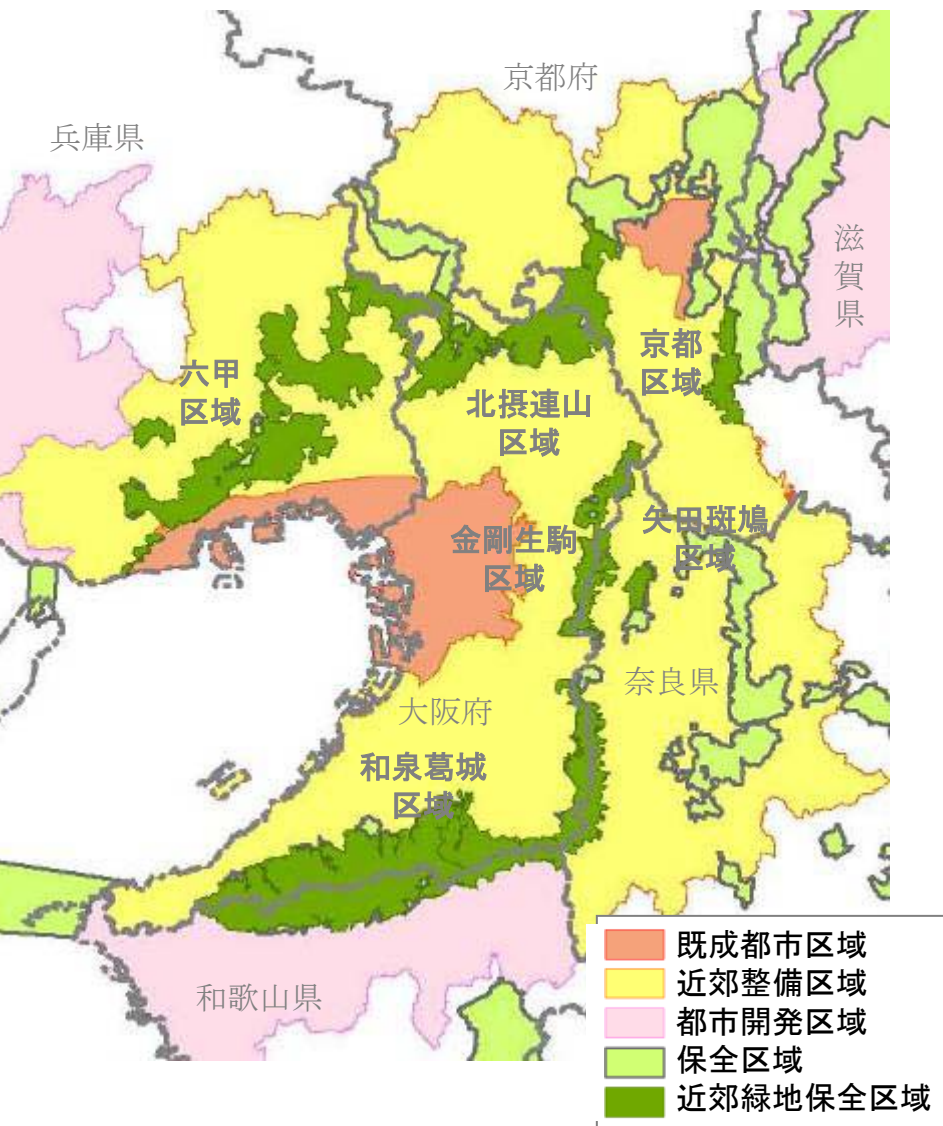 京都府
兵庫県
滋賀県
京都
区域
六甲
区域
北摂連山
区域
矢田斑鳩
区域
金剛生駒
区域
奈良県
大阪府
和泉葛城
区域
和歌山県
既成都市区域
近郊整備区域
都市開発区域
保全区域
近郊緑地保全区域